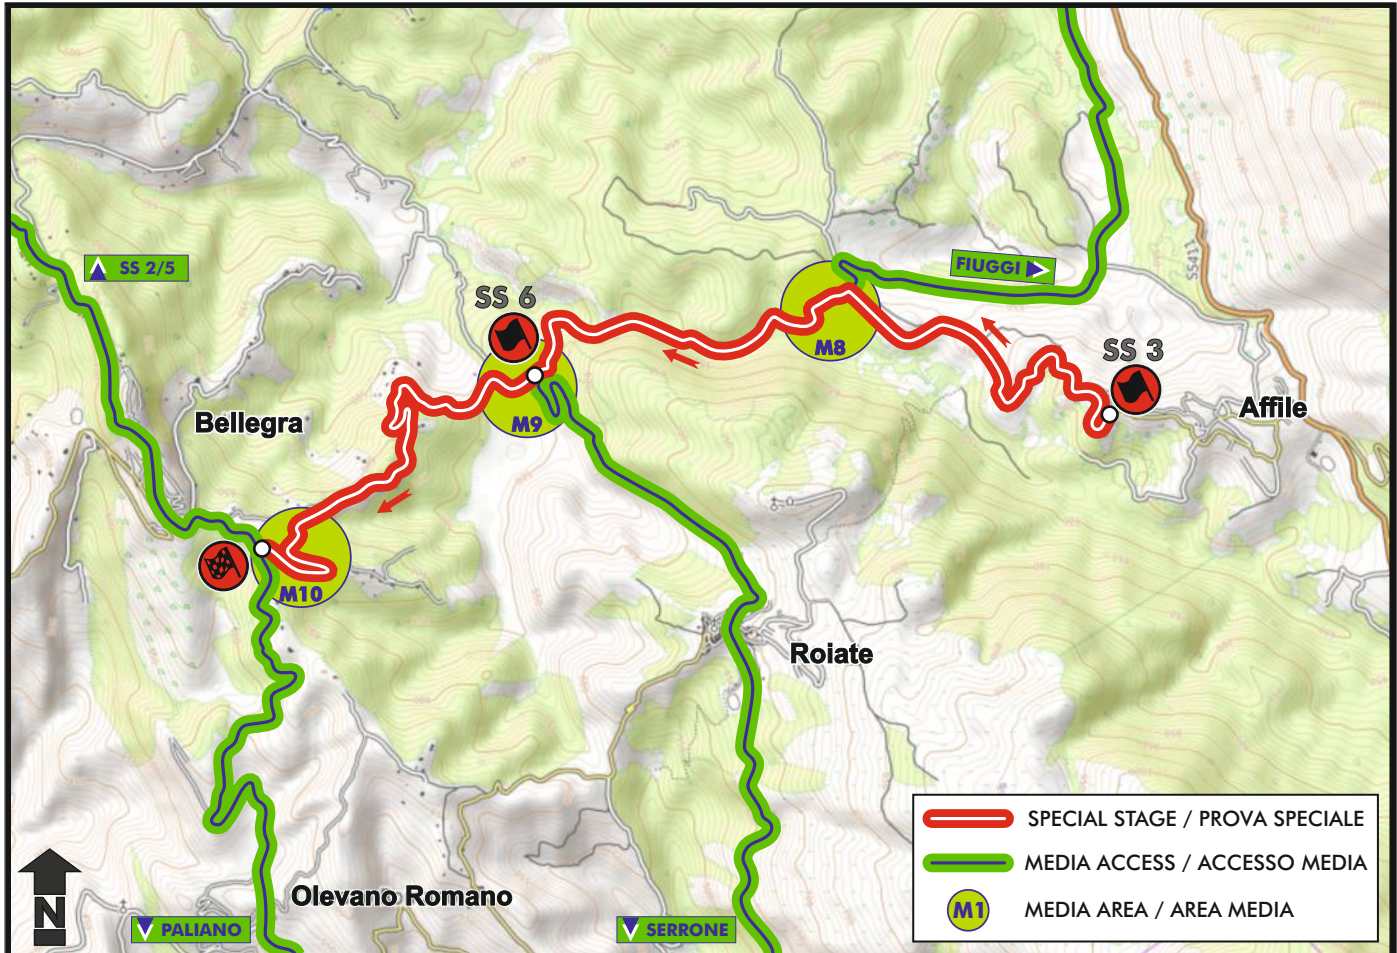 SS411
FIUGGI
SS 2/5
SS 6
M8
SS 3
Affile
Bellegra
M9
M10
Roiate
SPECIAL STAGE / PROVA SPECIALE
MEDIA ACCESS / ACCESSO MEDIA
M1
MEDIA AREA / AREA MEDIA
Olevano Romano
N
PALIANO
SERRONE